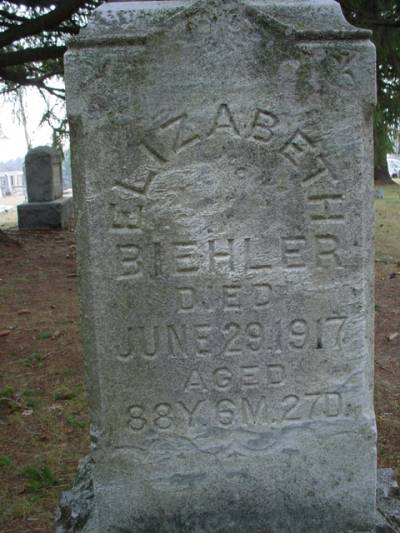 ELIZABETH
BIEHLER
DIED
JUNE 29.1917.
AGED
88Y.6M.27D.